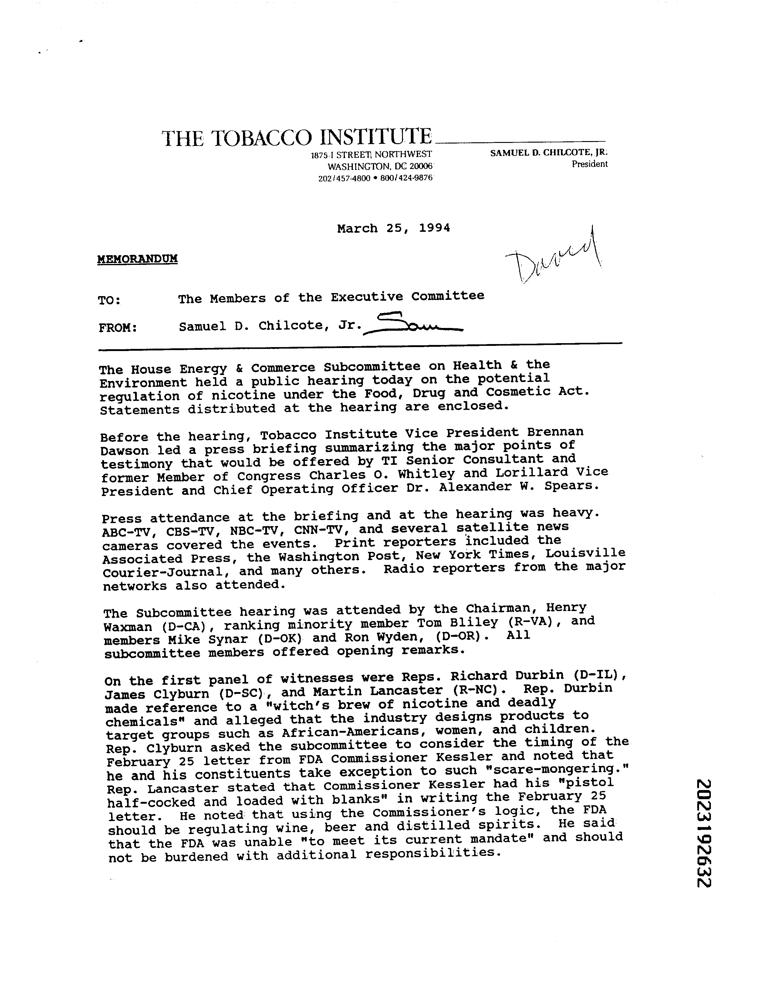 THE TOBACCO INSTITUTE
1875 I STREET, NORTHWEST
WASHINGTON, DC 20006
202/457-4800 • 800/424-9876
SAMUEL D. CHILCOTE, JR.
President
March 25, 1994
David
MEMORANDUM
TO: The Members of the Executive Committee
FROM: Samuel D. Chilcote, Jr. Sam
The House Energy & Commerce Subcommittee on Health & the
Environment held a public hearing today on the potential
regulation of nicotine under the Food, Drug and Cosmetic Act.
Statements distributed at the hearing are enclosed.
Before the hearing, Tobacco Institute Vice President Brennan
Dawson led a press briefing summarizing the major points of
testimony that would be offered by TI Senior Consultant and
former Member of Congress Charles O. Whitley and Lorillard Vice
President and Chief Operating Officer Dr. Alexander W. Spears.
Press attendance at the briefing and at the hearing was heavy.
ABC-TV, CBS-TV, NBC-TV, CNN-TV, and several satellite news
cameras covered the events. Print reporters included the
Associated Press, the Washington Post, New York Times, Louisville
Courier-Journal, and many others. Radio reporters from the major
networks also attended.
The Subcommittee hearing was attended by the Chairman, Henry
Waxman (D-CA), ranking minority member Tom Bliley (R-VA), and
members Mike Synar (D-OK) and Ron Wyden, (D-OR). All
subcommittee members offered opening remarks.
On the first panel of witnesses were Reps. Richard Durbin (D-IL),
James Clyburn (D-SC), and Martin Lancaster (R-NC). Rep. Durbin
made reference to a "witch's brew of nicotine and deadly
chemicals" and alleged that the industry designs products to
target groups such as African-Americans, women, and children.
Rep. Clyburn asked the subcommittee to consider the timing of the
February 25 letter from FDA Commissioner Kessler and noted that
he and his constituents take exception to such "scare-mongering."
Rep. Lancaster stated that Commissioner Kessler had his "pistol
half-cocked and loaded with blanks" in writing the February 25
letter. He noted that using the Commissioner's logic, the FDA
should be regulating wine, beer and distilled spirits. He said
that the FDA was unable "to meet its current mandate" and should
not be burdened with additional responsibilities.
2023192632